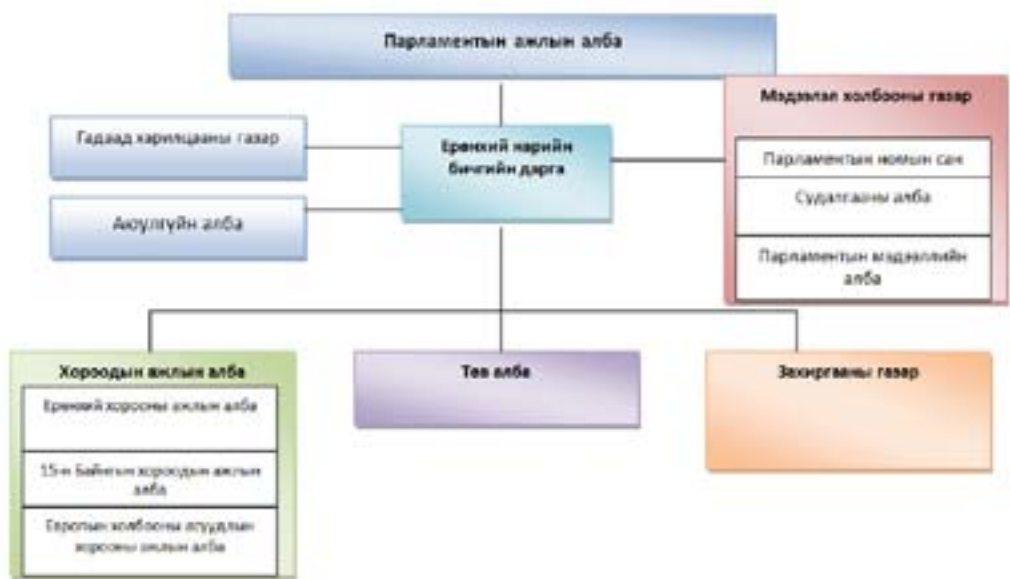 Парламентын ажлын алба
Мэдээлэл холбооны газар
Гадаад харилцааны газар
Ерөнхий нарийн
бичгийн дарга
Парламентын номын сан
Судалгааны алба
Аюулгүйн алба
Парламентын мэдээллийн
алба
Хороодын ажлын алба
Төв алба
Захиргааны газар
Ерөнхий хорооны ажлын алба
15-н Байнгын хороодын ажлын
алба
Европын холбооны асуудлын
хорооны ажлын алба